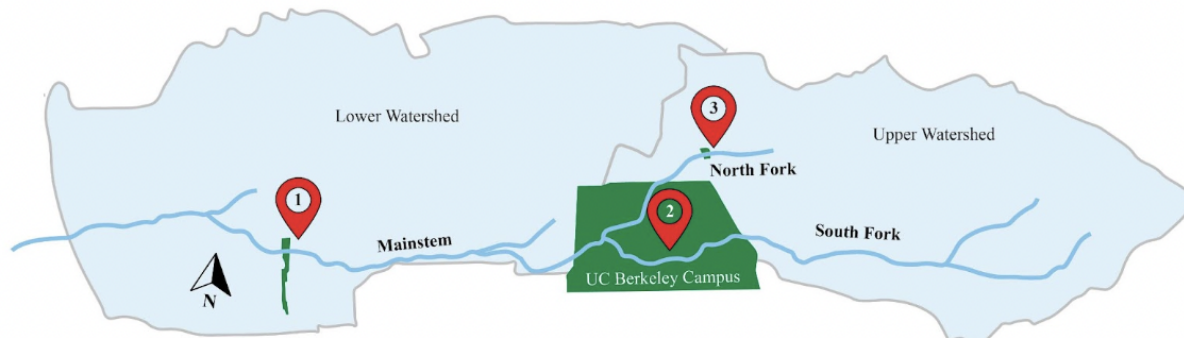 Lower Watershed
3
Upper Watershed
North Fork
1
2
Mainstem
South Fork
UC Berkeley Campus
N